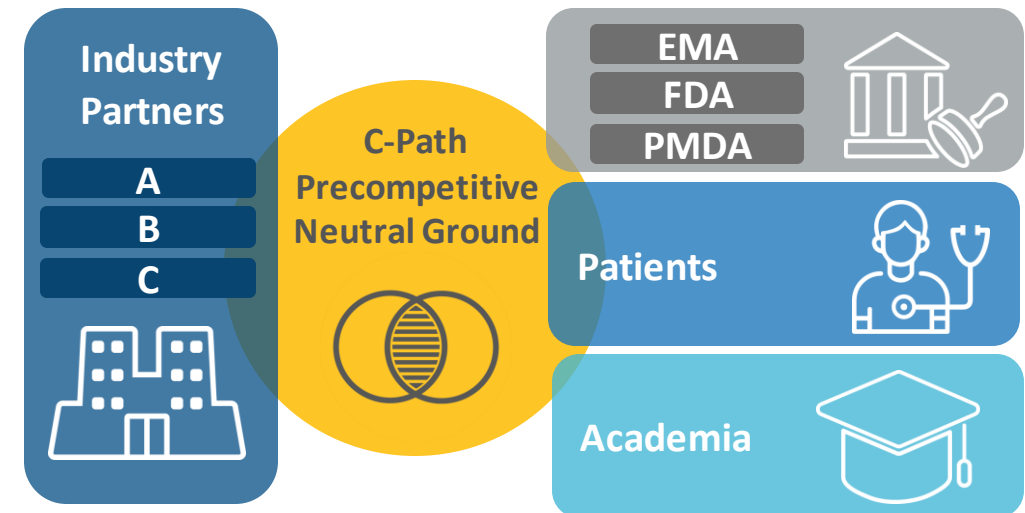 Industry
Partners
A
B
C
C-Path
Precompetitive
Neutral Ground
EMA
FDA
PMDA
Patients
Academia